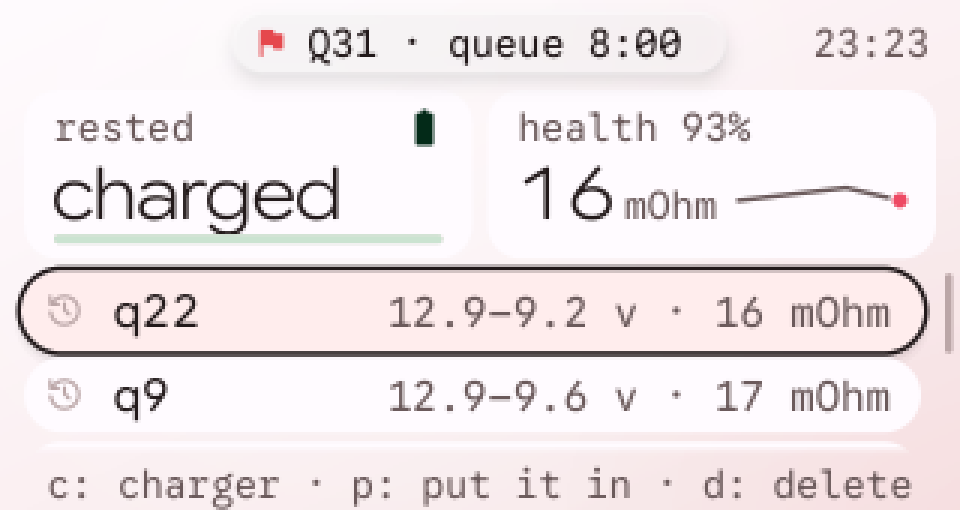 Q31 · queue 8:00
23:23
rested
charged
health 93%
16 mOhm
q22 12.9–9.2 v · 16 mOhm
q9 12.9–9.6 v · 17 mOhm
c: charger · p: put it in · d: delete